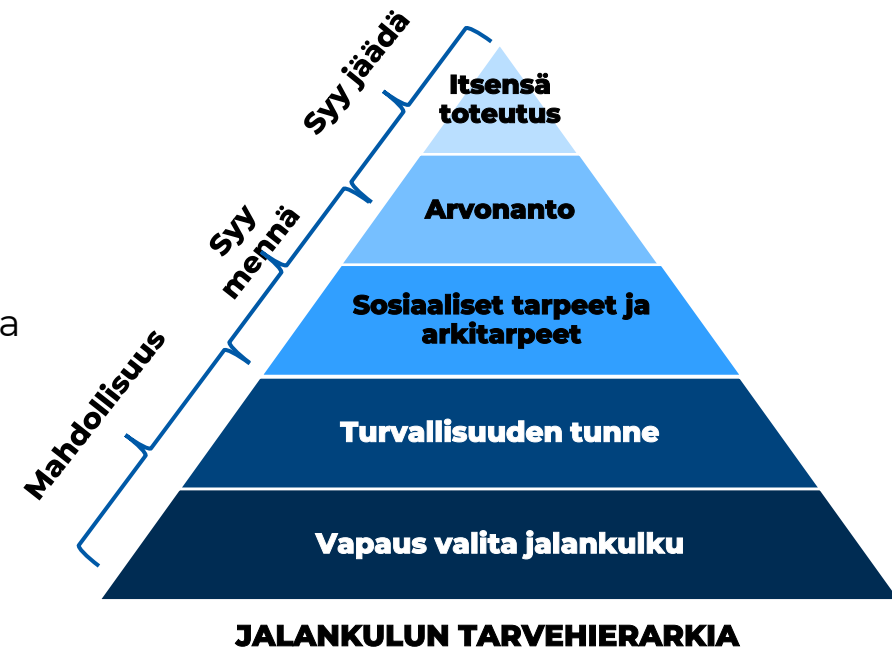 Syy jäädä
Itsensä
toteutus
Syy
mennä
Arvonanto
Sosiaaliset tarpeet ja
arkitarpeet
a
Mahdollisuus
Turvallisuuden tunne
Vapaus valita jalankulku
JALANKULUN TARVEHIERARKIA